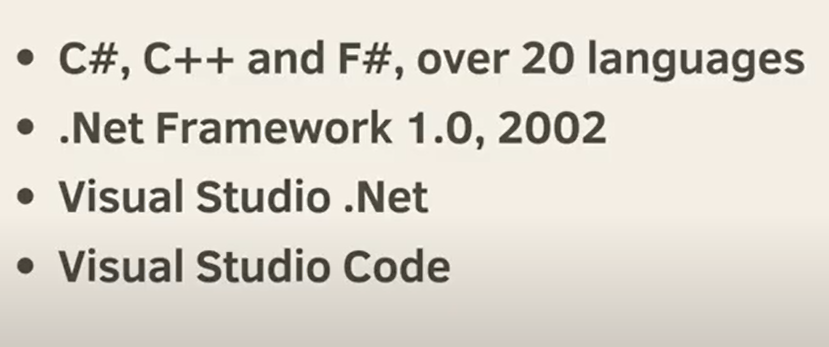 • C#, C++ and F#, over 20 languages
• .Net Framework 1.0, 2002
• Visual Studio .Net
• Visual Studio Code